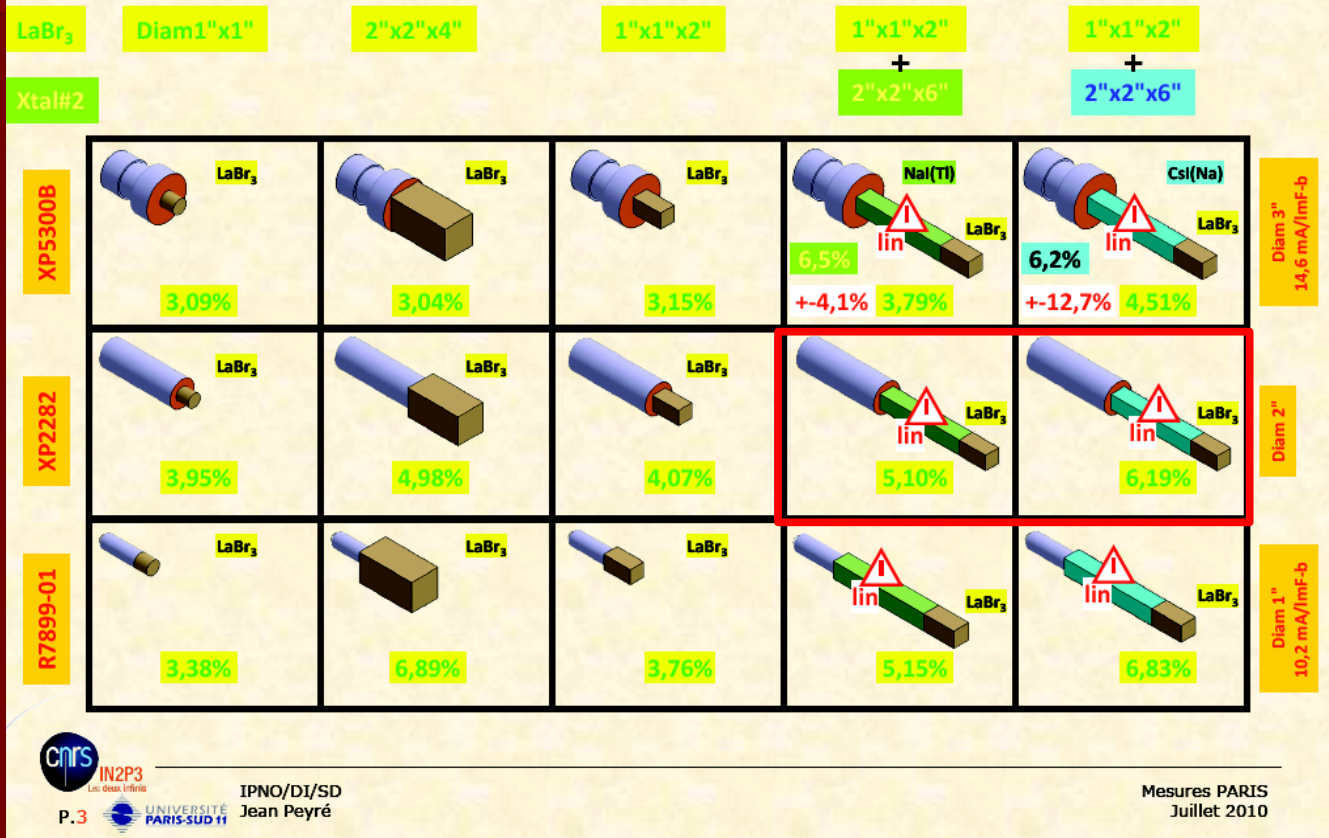 LaBr3 Diam1"x1" 2"x2"x4" 1"x1"x2" 1"x1"x2" 1"x1"x2"
+ +
Xtal#2 2"x2"x6" 2"x2"x6"
XP5300B
LaBr3 LaBr3 LaBr3 NaI(Tl) CsI(Na)
LaBr3 LaBr3
lin lin
6,5% 6,2%
3,09% 3,04% 3,15% +-4,1% 3,79% +-12,7% 4,51%
Diam 3"
14,6 mA/lmF-b
XP2282
LaBr3 LaBr3 LaBr3 LaBr3 LaBr3
lin lin
3,95% 4,98% 4,07% 5,10% 6,19%
Diam 2"
R7899-01
LaBr3 LaBr3 LaBr3 LaBr3 LaBr3
lin lin
3,38% 6,89% 3,76% 5,15% 6,83%
Diam 1"
10,2 mA/lmF-b
cnrs
IN2P3
Les deux infinis
P.3
UNIVERSITÉ
PARIS-SUD 11
IPNO/DI/SD
Jean Peyré
Mesures PARIS
Juillet 2010